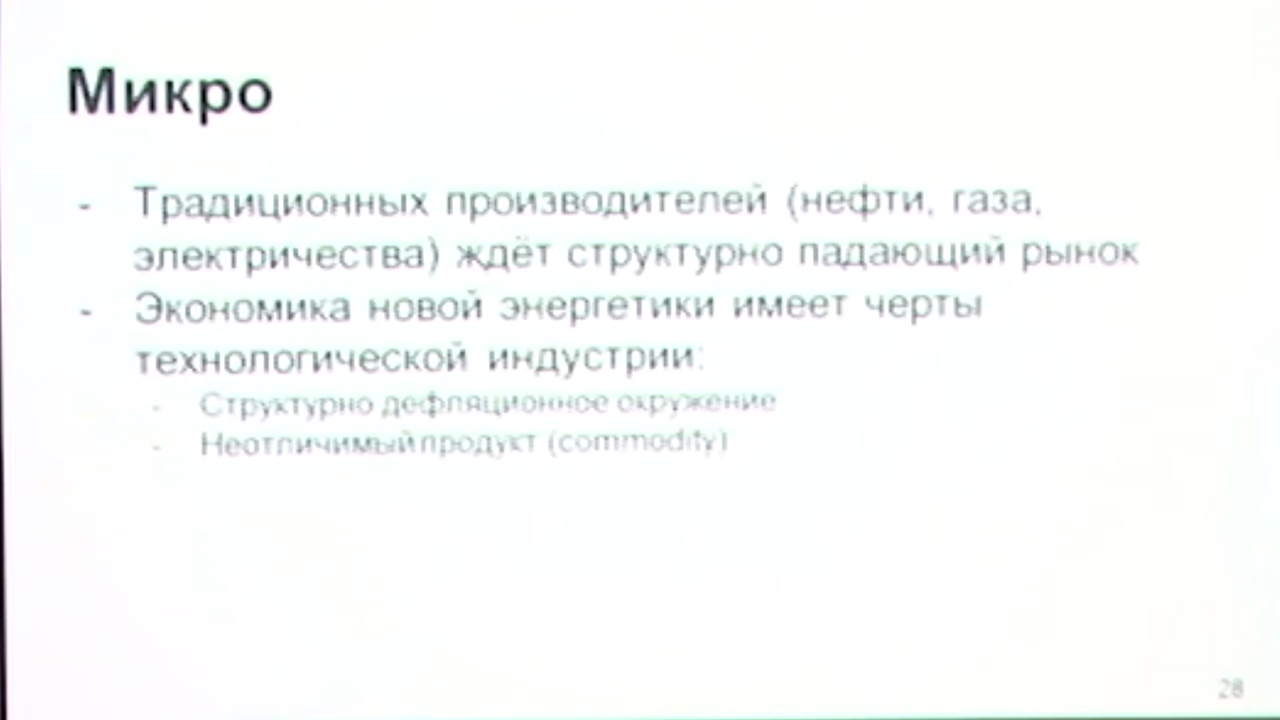 Микро
- Традиционных производителей (нефти, газа,
электричества) ждёт структурно падающий рынок
- Экономика новой энергетики имеет черты
технологической индустрии:
- Структурно дефляционное окружение
- Неотличимый продукт (commodity)
28